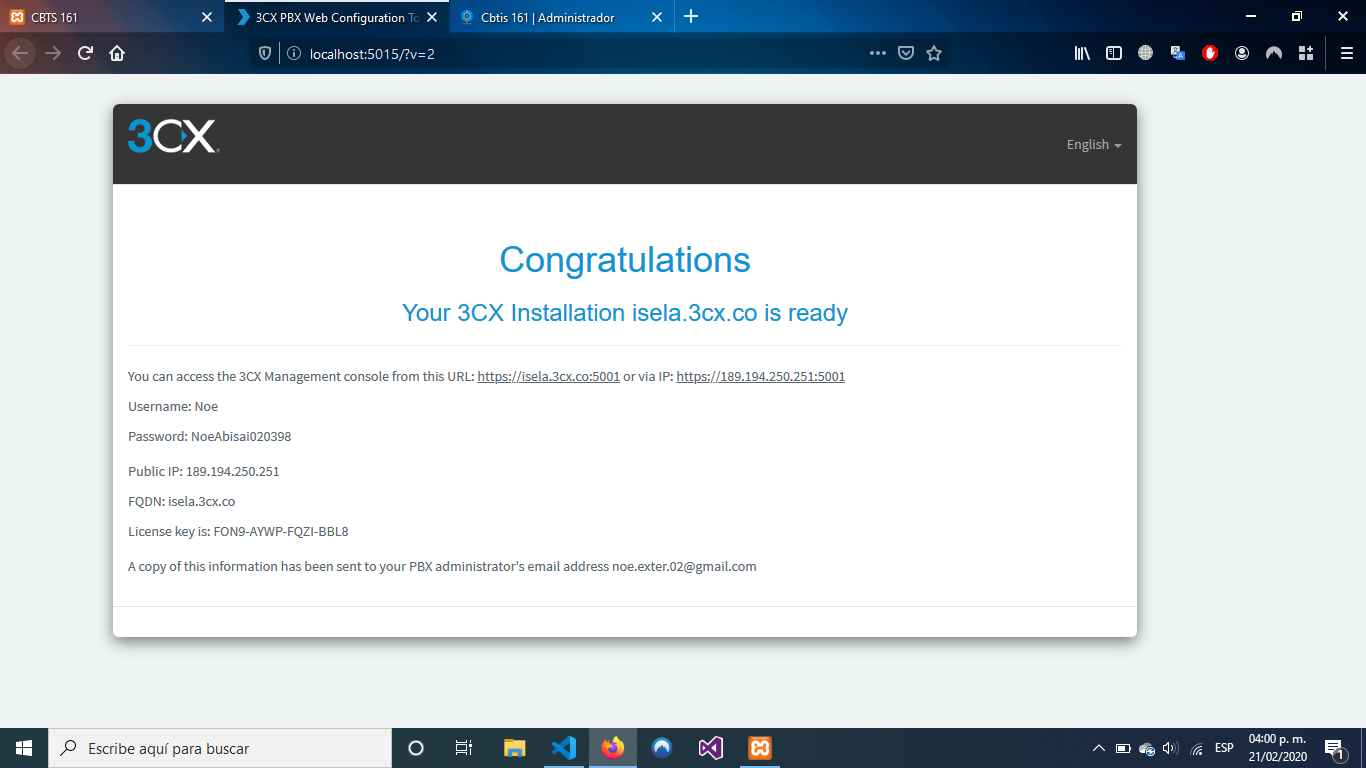 CBTS 161
3CX PBX Web Configuration To
Cbtis 161 | Administrador
localhost:5015/?v=2
3CX
English
Congratulations
Your 3CX Installation isela.3cx.co is ready
You can access the 3CX Management console from this URL: https://isela.3cx.co:5001 or via IP: https://189.194.250.251:5001
Username: Noe
Password: NoeAbisai020398
Public IP: 189.194.250.251
FQDN: isela.3cx.co
License key is: FON9-AYWP-FQZI-BBL8
A copy of this information has been sent to your PBX administrator's email address noe.exter.02@gmail.com
Escribe aquí para buscar
ESP
04:00 p. m.
21/02/2020
1